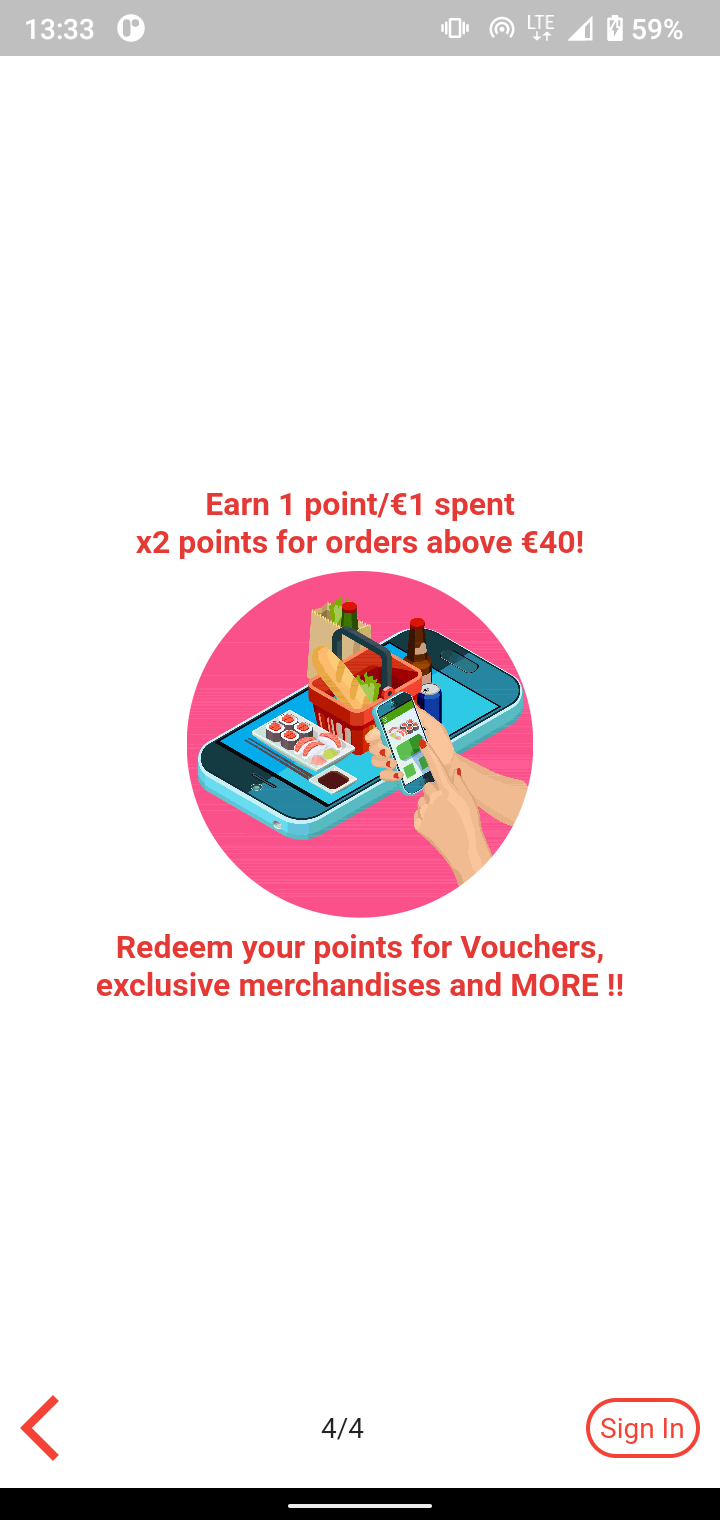 13:33
LTE
59%
Earn 1 point/€1 spent
x2 points for orders above €40!
Redeem your points for Vouchers,
exclusive merchandises and MORE !!
4/4
Sign In